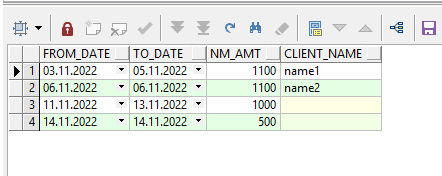 FROM_DATE TO_DATE NM_AMT CLIENT_NAME
1 03.11.2022 05.11.2022 1100 name1
2 06.11.2022 06.11.2022 1100 name2
3 11.11.2022 13.11.2022 1000
4 14.11.2022 14.11.2022 500